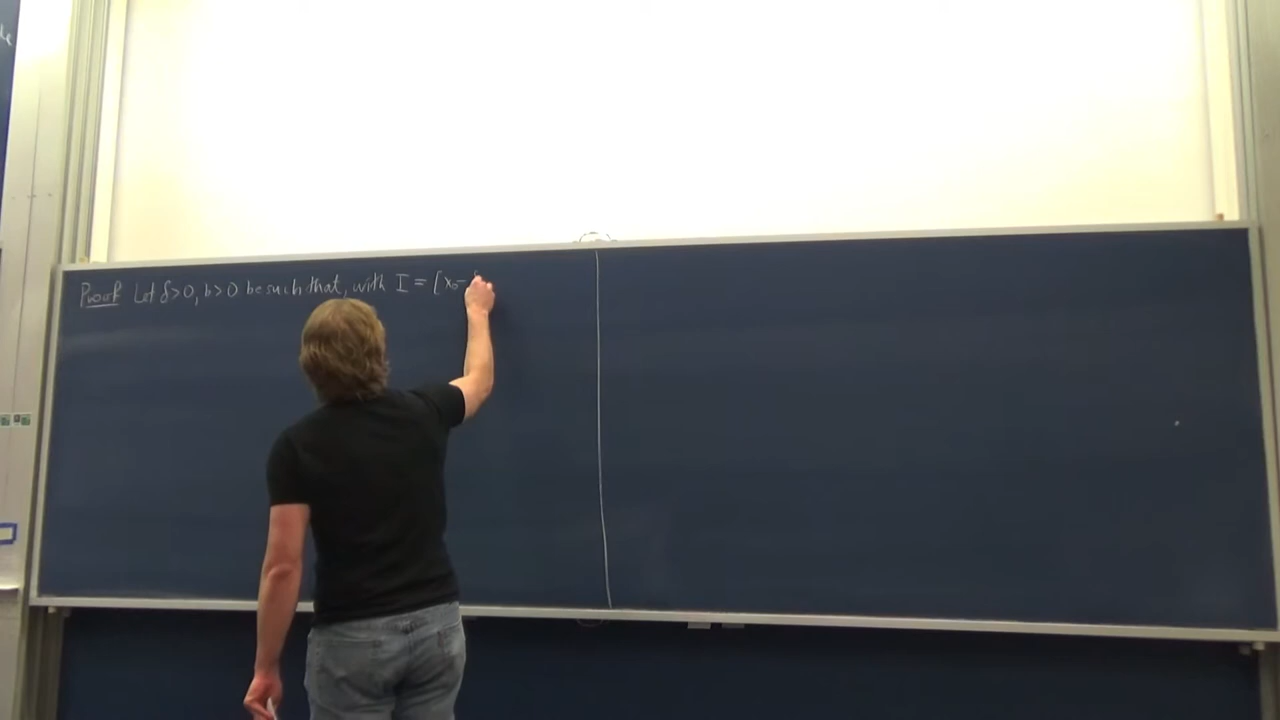 Proof Let δ>0, b>0 be such that, with I = [x₀-